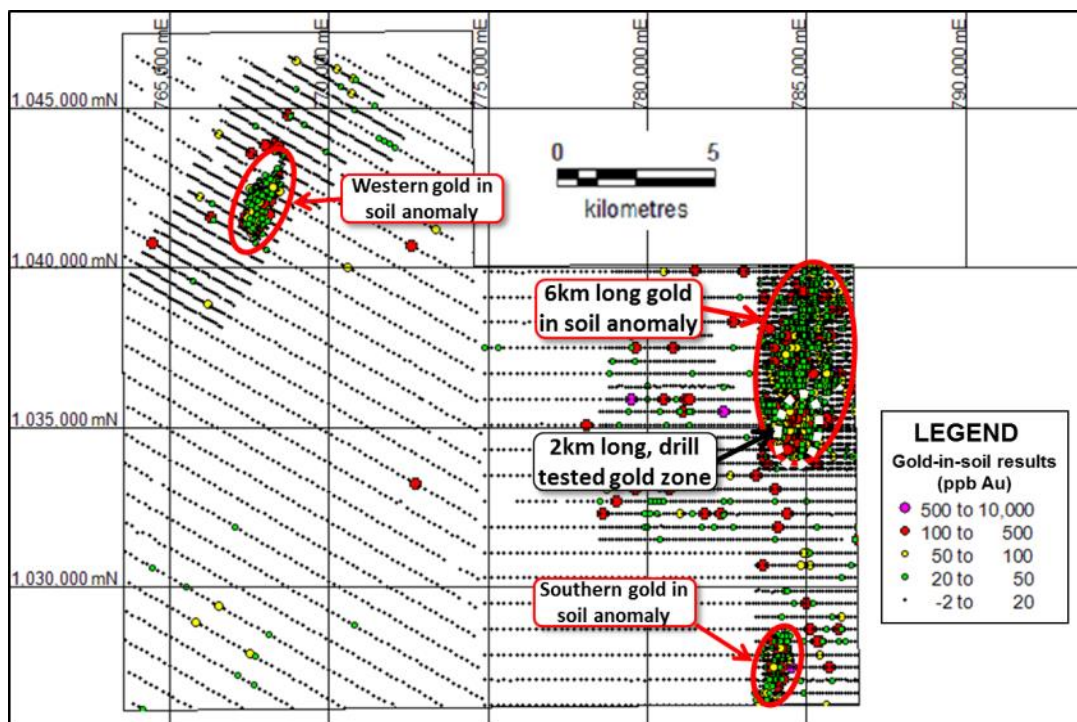 765,000 mE
770,000 mE
775,000 mE
780,000 mE
785,000 mE
790,000 mE
1,045,000 mN
0 5
kilometres
Western gold in
soil anomaly
1,040,000 mN
6km long gold
in soil anomaly
1,035,000 mN
2km long, drill
tested gold zone
LEGEND
Gold-in-soil results
(ppb Au)
500 to 10,000
100 to 500
50 to 100
20 to 50
-2 to 20
1,030,000 mN
Southern gold in
soil anomaly